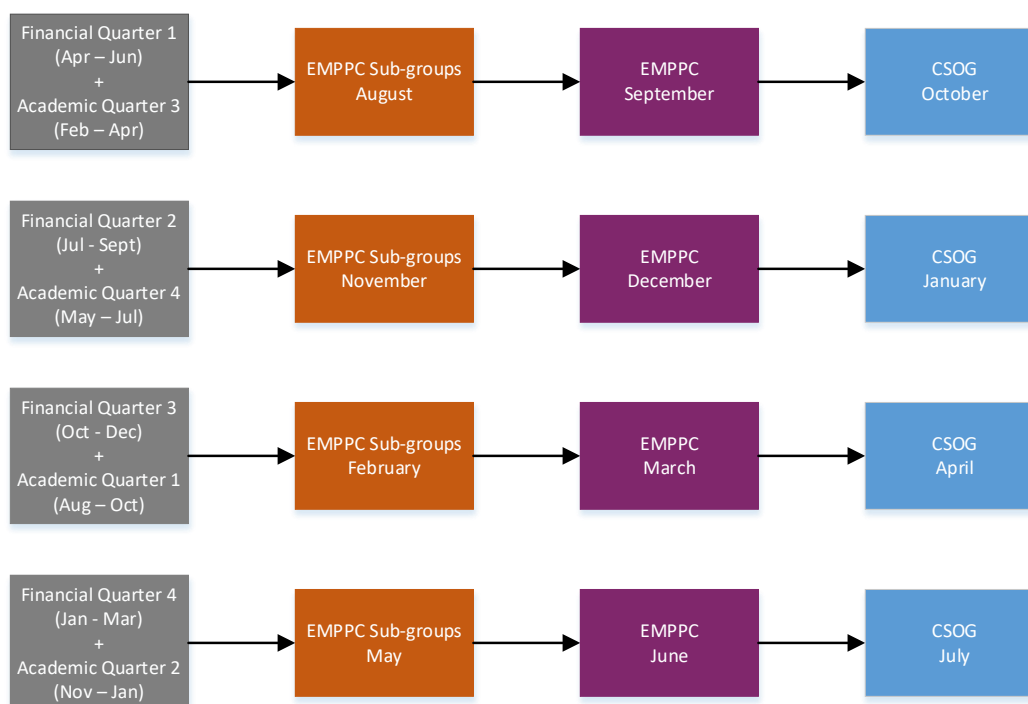 Financial Quarter 1
(Apr – Jun)
+
Academic Quarter 3
(Feb – Apr)
EMPPC Sub-groups
August
EMPPC
September
CSOG
October
Financial Quarter 2
(Jul - Sept)
+
Academic Quarter 4
(May – Jul)
EMPPC Sub-groups
November
EMPPC
December
CSOG
January
Financial Quarter 3
(Oct - Dec)
+
Academic Quarter 1
(Aug – Oct)
EMPPC Sub-groups
February
EMPPC
March
CSOG
April
Financial Quarter 4
(Jan - Mar)
+
Academic Quarter 2
(Nov – Jan)
EMPPC Sub-groups
May
EMPPC
June
CSOG
July